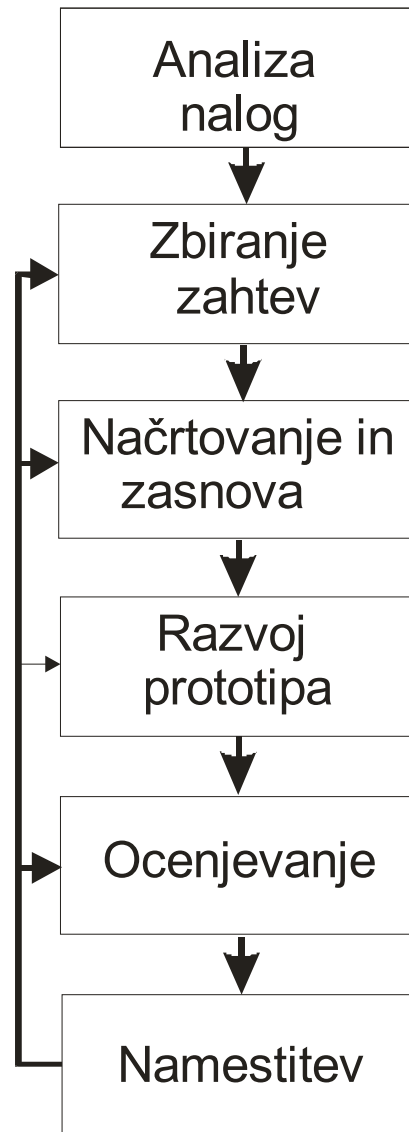 Analiza
nalog
Zbiranje
zahtev
Načrtovanje in
zasnova
Razvoj
prototipa
Ocenjevanje
Namestitev